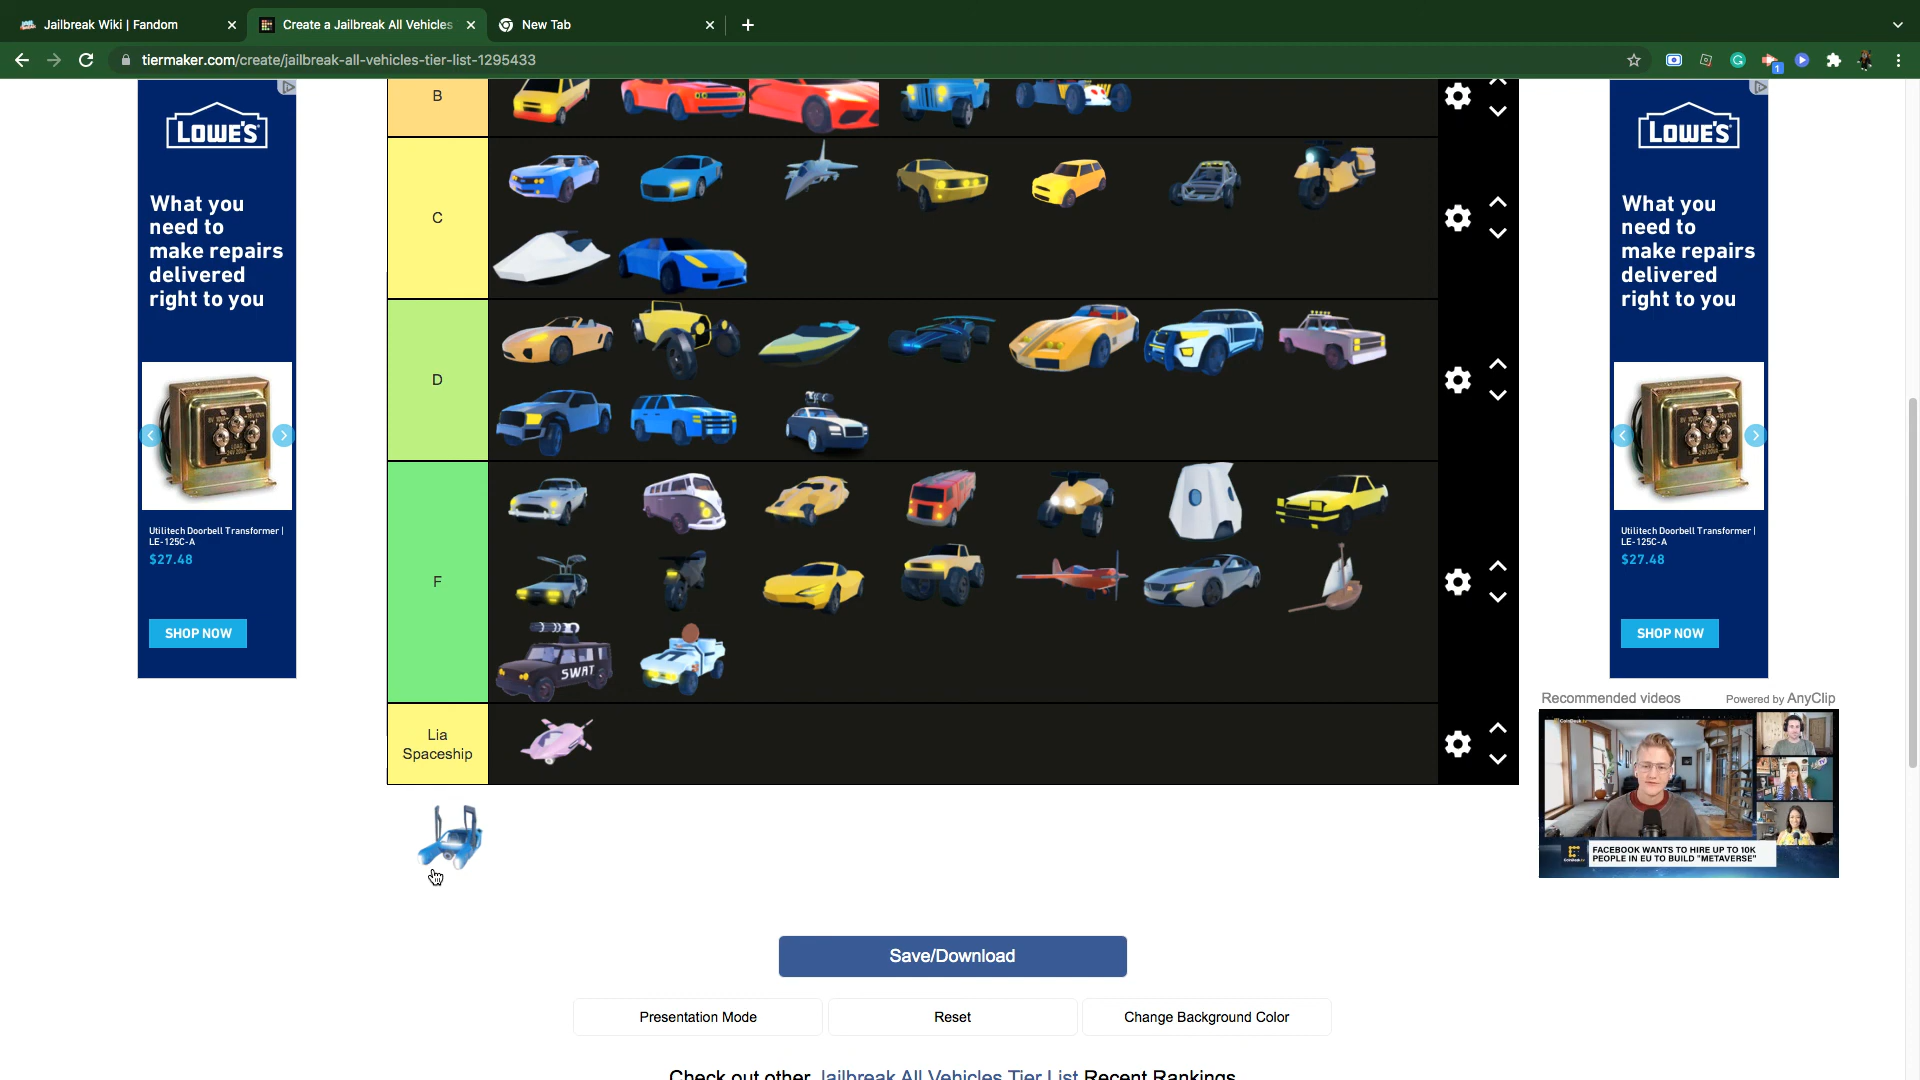 Jailbreak Wiki | Fandom
Create a Jailbreak All Vehicles
New Tab
tiermaker.com/create/jailbreak-all-vehicles-tier-list-1295433
1
LOWE'S
What you
need to
make repairs
delivered
right to you
Utilitech Doorbell Transformer |
LE-125C-A
$27.48
SHOP NOW
B
C
D
F
SWAT
Lia
Spaceship
LOWE'S
What you
need to
make repairs
delivered
right to you
Utilitech Doorbell Transformer |
LE-125C-A
$27.48
SHOP NOW
Recommended videos
Powered by AnyClip
FACEBOOK WANTS TO HIRE UP TO 10K
PEOPLE IN EU TO BUILD "METAVERSE"
Save/Download
Presentation Mode
Reset
Change Background Color
Check out other Jailbreak All Vehicles Tier List Recent Rankings